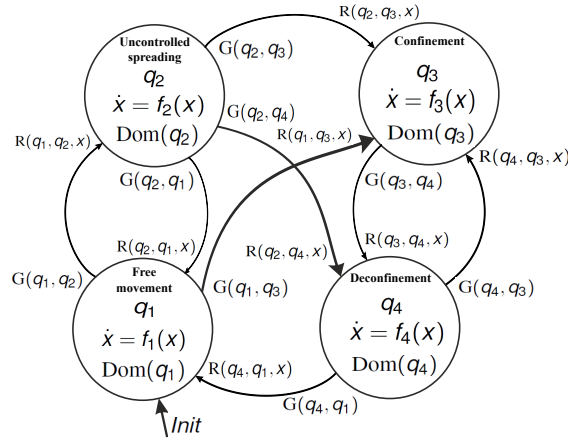 Uncontrolled
spreading
q₂
ẋ = f₂(x)
Dom(q₂)
G(q₂, q₃)
R(q₂, q₃, x)
Confinement
q₃
ẋ = f₃(x)
Dom(q₃)
G(q₂, q₄)
R(q₁, q₃, x)
R(q₁, q₂, x)
R(q₄, q₃, x)
G(q₂, q₁)
G(q₃, q₄)
R(q₂, q₁, x)
R(q₂, q₄, x)
R(q₃, q₄, x)
G(q₁, q₂)
Free
movement
q₁
ẋ = f₁(x)
Dom(q₁)
G(q₁, q₃)
Deconfinement
q₄
ẋ = f₄(x)
Dom(q₄)
G(q₄, q₃)
R(q₄, q₁, x)
G(q₄, q₁)
Init